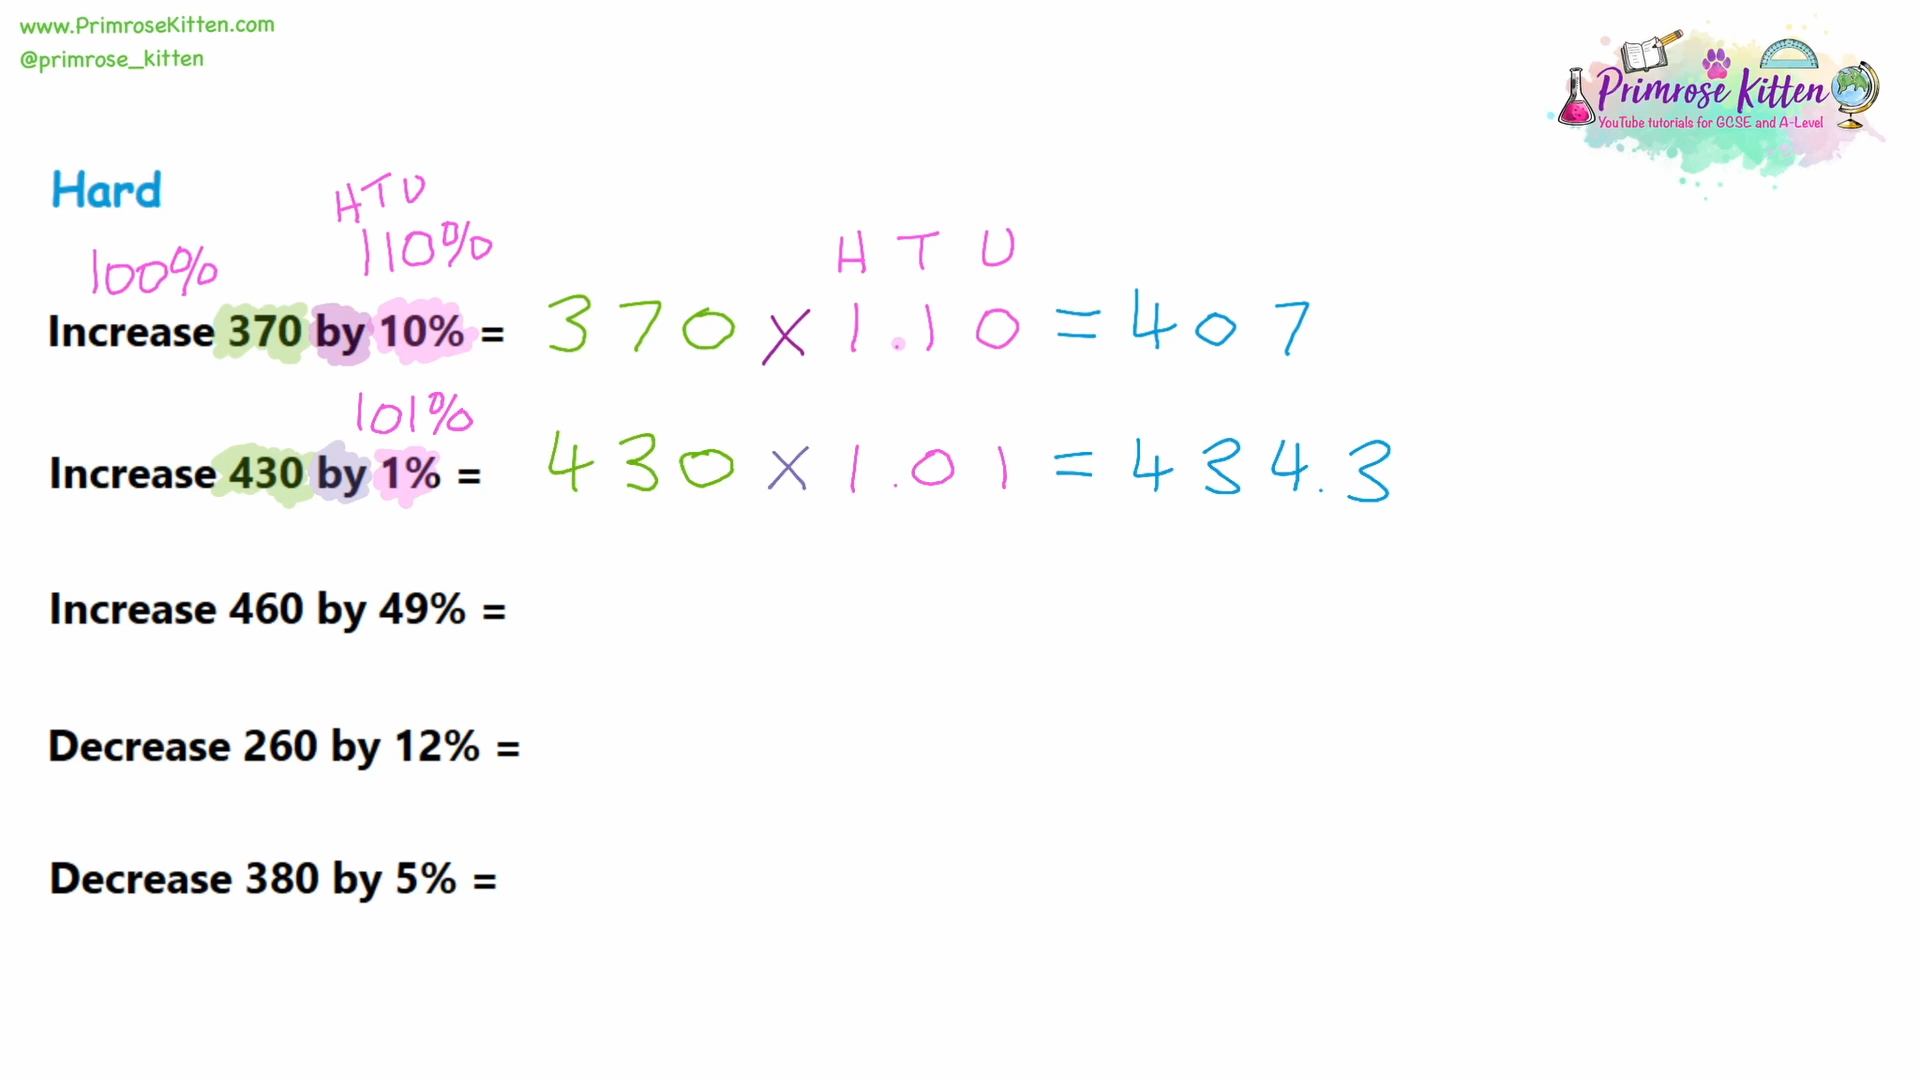 www.PrimroseKitten.com
@primrose_kitten
Primrose Kitten
YouTube tutorials for GCSE and A-Level
Hard
H T U
100% 110%
H T U
Increase 370 by 10% = 370 × 1.10 = 407
101%
Increase 430 by 1% = 430 × 1.01 = 434.3
Increase 460 by 49% =
Decrease 260 by 12% =
Decrease 380 by 5% =